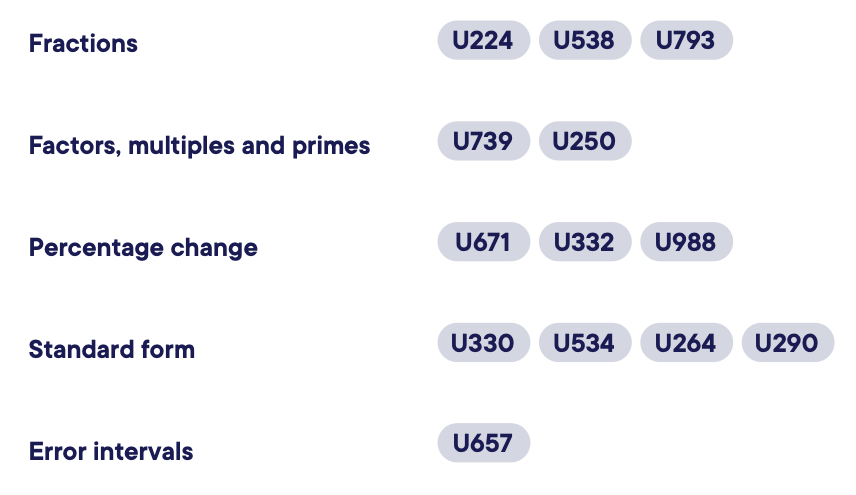 Fractions U224 U538 U793
Factors, multiples and primes U739 U250
Percentage change U671 U332 U988
Standard form U330 U534 U264 U290
Error intervals U657